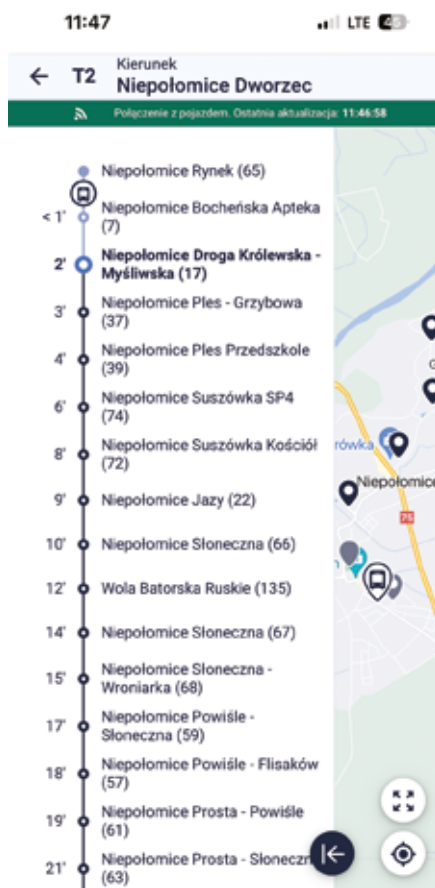 11:47
LTE 45
Kierunek
T2 Niepołomice Dworzec
Połączenie z pojazdem. Ostatnia aktualizacja: 11:46:58
Niepołomice Rynek (65)
< 1' Niepołomice Bocheńska Apteka
(7)
2' Niepołomice Droga Królewska -
Myśliwska (17)
3' Niepołomice Ples - Grzybowa
(37)
4' Niepołomice Ples Przedszkole
(39)
6' Niepołomice Suszówka SP4
(74)
8' Niepołomice Suszówka Kościół
(72)
9' Niepołomice Jazy (22)
10' Niepołomice Słoneczna (66)
12' Wola Batorska Ruskie (135)
14' Niepołomice Słoneczna (67)
15' Niepołomice Słoneczna -
Wroniarka (68)
17' Niepołomice Powiśle -
Słoneczna (59)
18' Niepołomice Powiśle - Flisaków
(57)
19' Niepołomice Prosta - Powiśle
(61)
21' Niepołomice Prosta - Słoneczn
(63)
G
rówka
Niepołomice
75